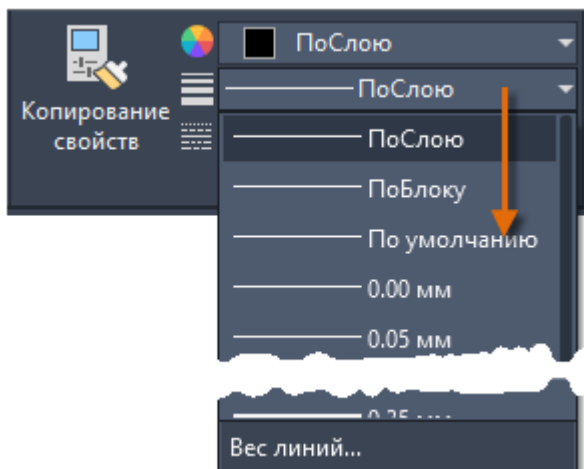 ПоСлою
ПоСлою
Копирование
свойств
ПоСлою
ПоБлоку
По умолчанию
0.00 мм
0.05 мм
Вес линий...